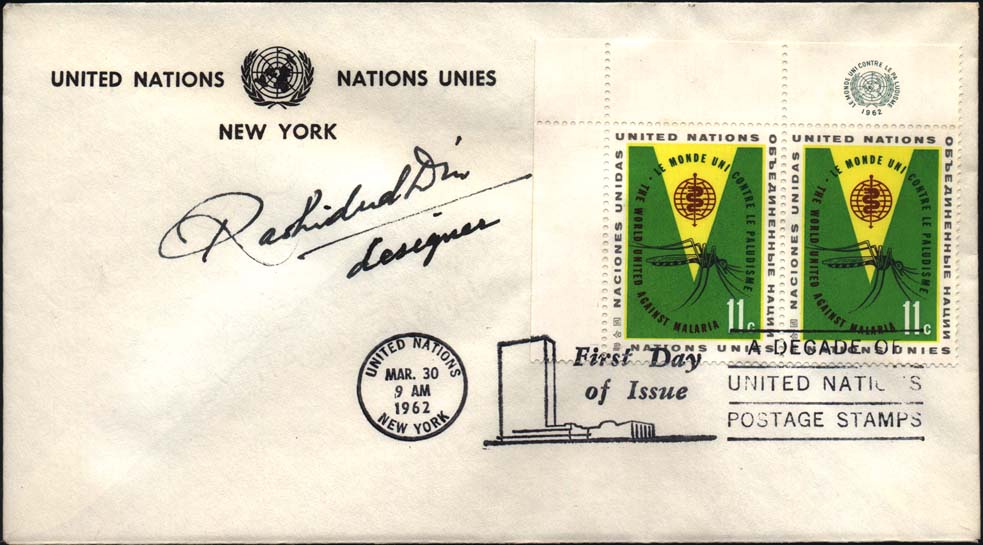 UNITED NATIONS NATIONS UNIES
NEW YORK
Rashidud Din
designer
LE MONDE UNI CONTRE LE PALUDISME
1962
UNITED NATIONS
NACIONES UNIDAS
ОБЪЕДИНЕННЫЕ НАЦИИ
LE MONDE UNI CONTRE LE PALUDISME
THE WORLD UNITED AGAINST MALARIA
11c
NATIONS UNIES
UNITED NATIONS
NACIONES UNIDAS
ОБЪЕДИНЕННЫЕ НАЦИИ
LE MONDE UNI CONTRE LE PALUDISME
THE WORLD UNITED AGAINST MALARIA
11c
NATIONS UNIES
UNITED NATIONS
MAR. 30
9 AM
1962
NEW YORK
First Day
of Issue
A DECADE OF
UNITED NATIONS
POSTAGE STAMPS